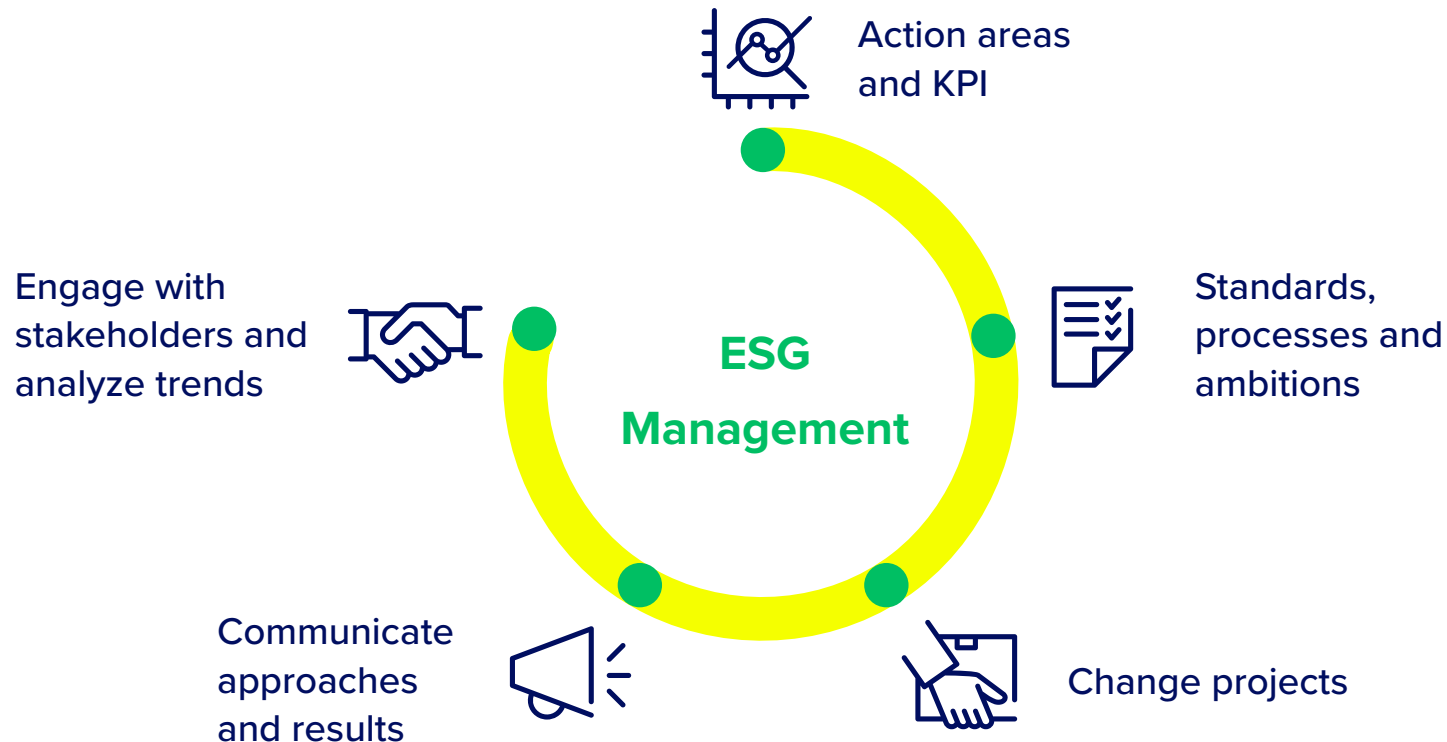 Action areas
and KPI
Standards,
processes and
ambitions
Change projects
Communicate
approaches
and results
Engage with
stakeholders and
analyze trends
ESG
Management